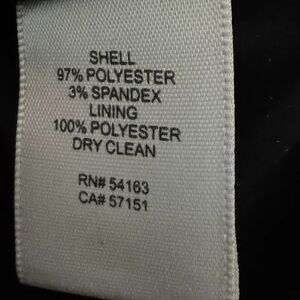 SHELL
97% POLYESTER
3% SPANDEX
LINING
100% POLYESTER
DRY CLEAN
RN# 54163
CA# 57151